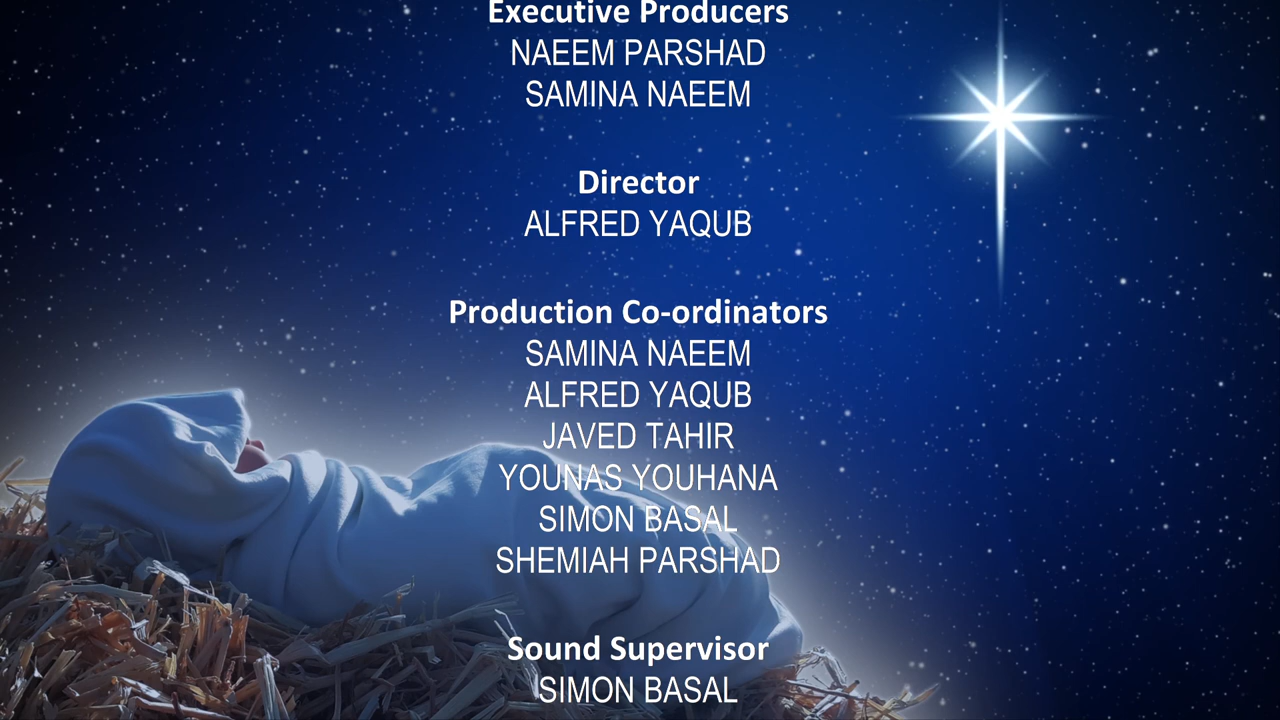 Executive Producers
NAEEM PARSHAD
SAMINA NAEEM
Director
ALFRED YAQUB
Production Co-ordinators
SAMINA NAEEM
ALFRED YAQUB
JAVED TAHIR
YOUNAS YOUHANA
SIMON BASAL
SHEMIAH PARSHAD
Sound Supervisor
SIMON BASAL